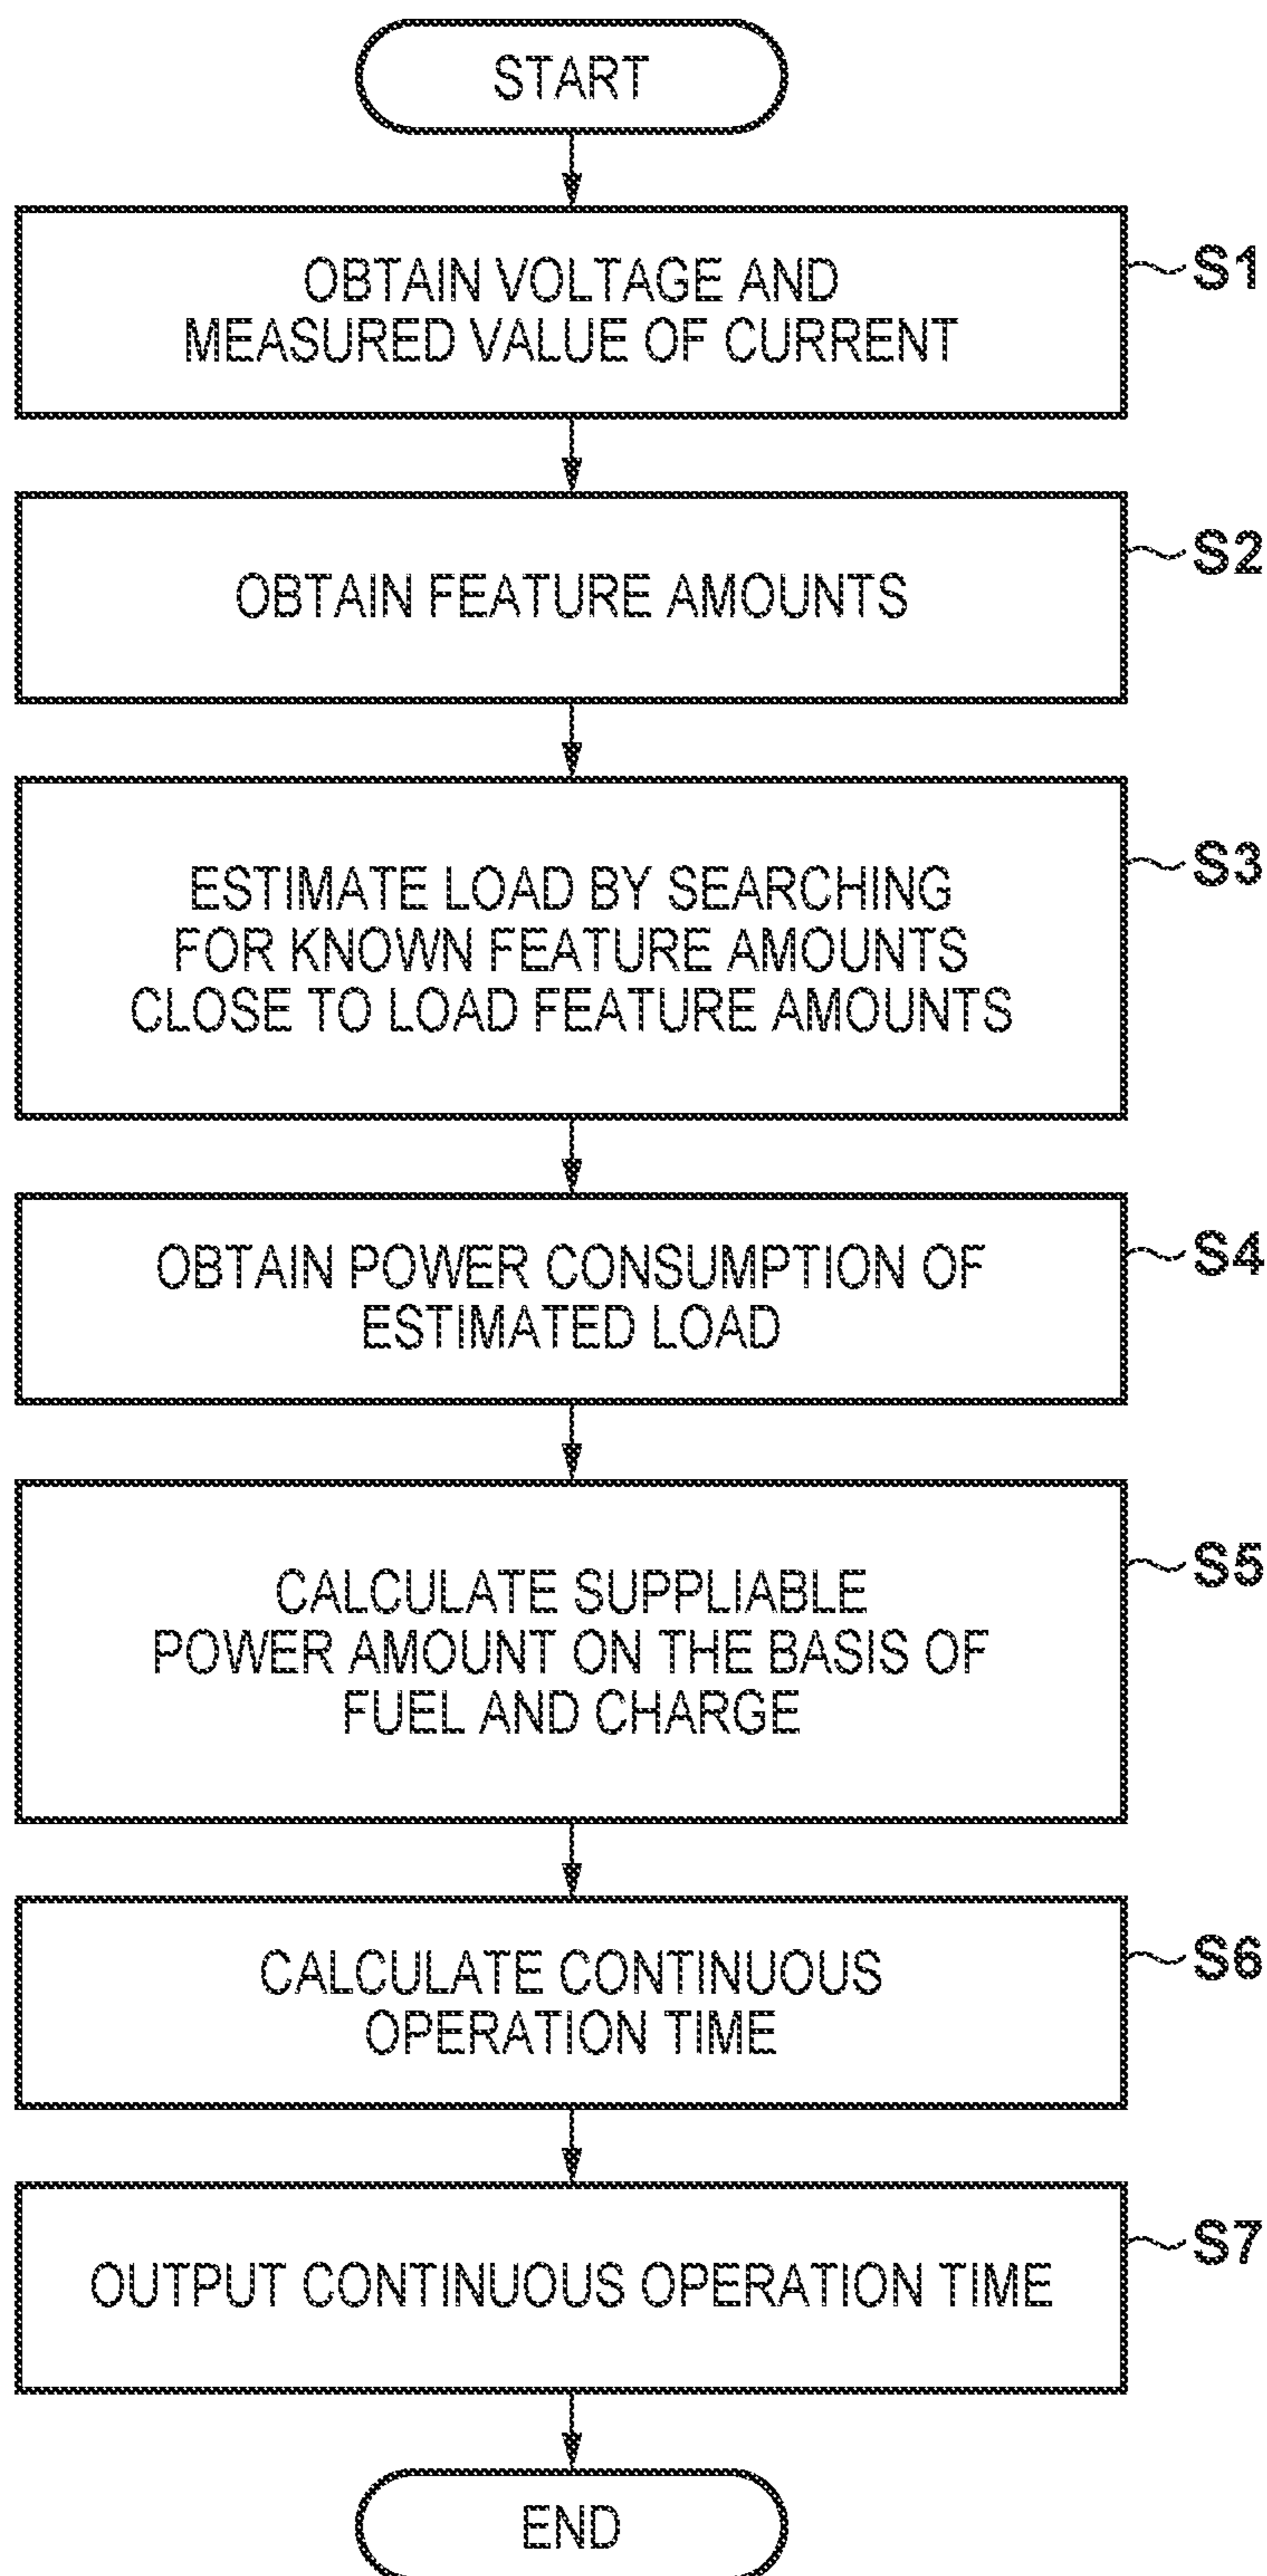 START
OBTAIN VOLTAGE AND
MEASURED VALUE OF CURRENT
S1
OBTAIN FEATURE AMOUNTS
S2
ESTIMATE LOAD BY SEARCHING
FOR KNOWN FEATURE AMOUNTS
CLOSE TO LOAD FEATURE AMOUNTS
S3
OBTAIN POWER CONSUMPTION OF
ESTIMATED LOAD
S4
CALCULATE SUPPLIABLE
POWER AMOUNT ON THE BASIS OF
FUEL AND CHARGE
S5
CALCULATE CONTINUOUS
OPERATION TIME
S6
OUTPUT CONTINUOUS OPERATION TIME
S7
END